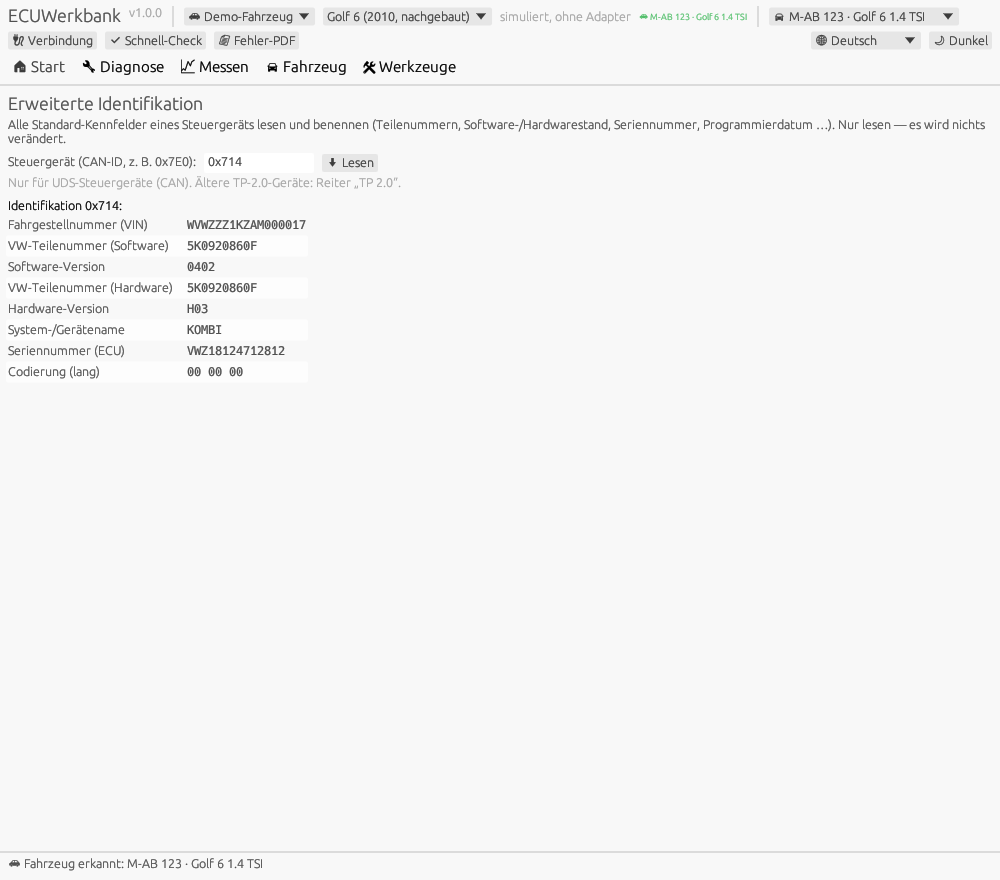 ECUWerkbank v1.0.0 Demo-Fahrzeug Golf 6 (2010, nachgebaut) simuliert, ohne Adapter M-AB 123 · Golf 6 1.4 TSI M-AB 123 · Golf 6 1.4 TSI
Verbindung Schnell-Check Fehler-PDF Deutsch Dunkel
Start Diagnose Messen Fahrzeug Werkzeuge
Erweiterte Identifikation
Alle Standard-Kennfelder eines Steuergeräts lesen und benennen (Teilenummern, Software-/Hardwarestand, Seriennummer, Programmierdatum …). Nur lesen — es wird nichts
verändert.
Steuergerät (CAN-ID, z. B. 0x7E0): 0x714 Lesen
Nur für UDS-Steuergeräte (CAN). Ältere TP-2.0-Geräte: Reiter „TP 2.0“.
Identifikation 0x714:
Fahrgestellnummer (VIN) WVWZZZ1KZAM000017
VW-Teilenummer (Software) 5K0920860F
Software-Version 0402
VW-Teilenummer (Hardware) 5K0920860F
Hardware-Version H03
System-/Gerätename KOMBI
Seriennummer (ECU) VWZ18124712812
Codierung (lang) 00 00 00
Fahrzeug erkannt: M-AB 123 · Golf 6 1.4 TSI